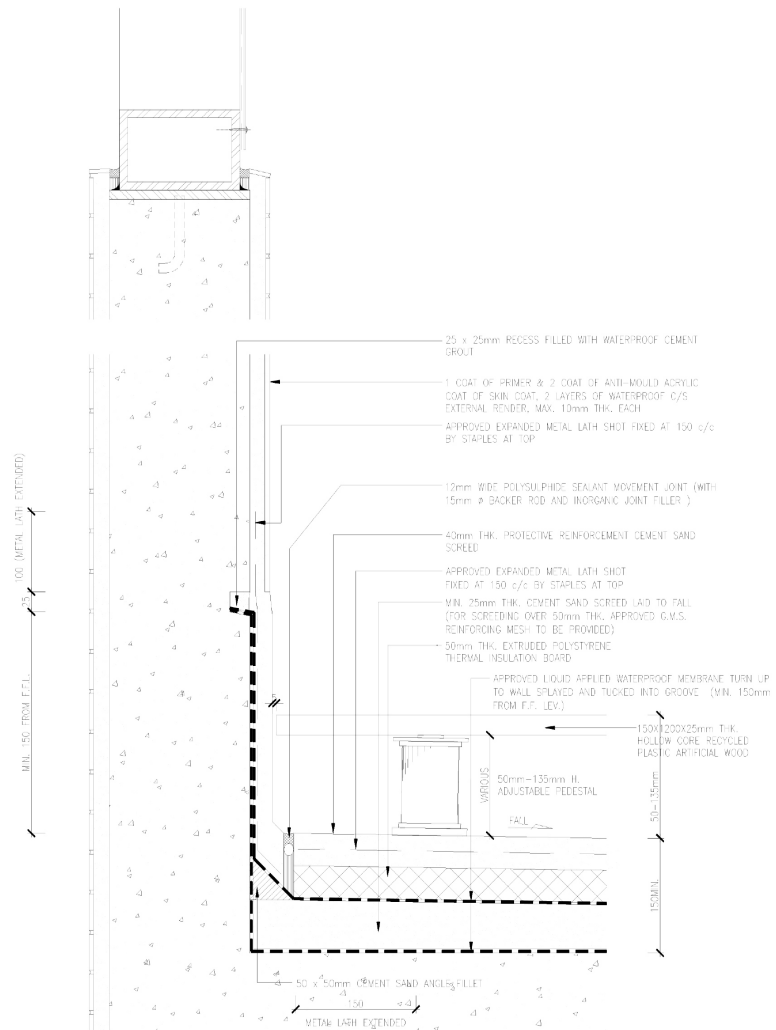 25 x 25mm RECESS FILLED WITH WATERPROOF CEMENT
GROUT
1 COAT OF PRIMER & 2 COAT OF ANTI-MOULD ACRYLIC
COAT OF SKIN COAT, 2 LAYERS OF WATERPROOF C/S
EXTERNAL RENDER, MAX. 10mm THK. EACH
APPROVED EXPANDED METAL LATH SHOT FIXED AT 150 c/c
BY STAPLES AT TOP
12mm WIDE POLYSULPHIDE SEALANT MOVEMENT JOINT (WITH
15mm ø BACKER ROD AND INORGANIC JOINT FILLER )
40mm THK. PROTECTIVE REINFORCEMENT CEMENT SAND
SCREED
APPROVED EXPANDED METAL LATH SHOT
FIXED AT 150 c/c BY STAPLES AT TOP
MIN. 25mm THK. CEMENT SAND SCREED LAID TO FALL
(FOR SCREEDING OVER 50mm THK. APPROVED G.M.S.
REINFORCING MESH TO BE PROVIDED)
50mm THK. EXTRUDED POLYSTYRENE
THERMAL INSULATION BOARD
APPROVED LIQUID APPLIED WATERPROOF MEMBRANE TURN UP
TO WALL SPLAYED AND TUCKED INTO GROOVE (MIN. 150mm
FROM F.F. LEV.)
150X1200X25mm THK.
HOLLOW CORE RECYCLED
PLASTIC ARTIFICIAL WOOD
50mm-135mm H.
ADJUSTABLE PEDESTAL
VARIOUS
FALL
50-135mm
150MIN.
100 (METAL LATH EXTENDED)
25
MIN. 150 FROM F.F.L.
5
50 x 50mm CEMENT SAND ANGLE FILLET
150
METAL LATH EXTENDED